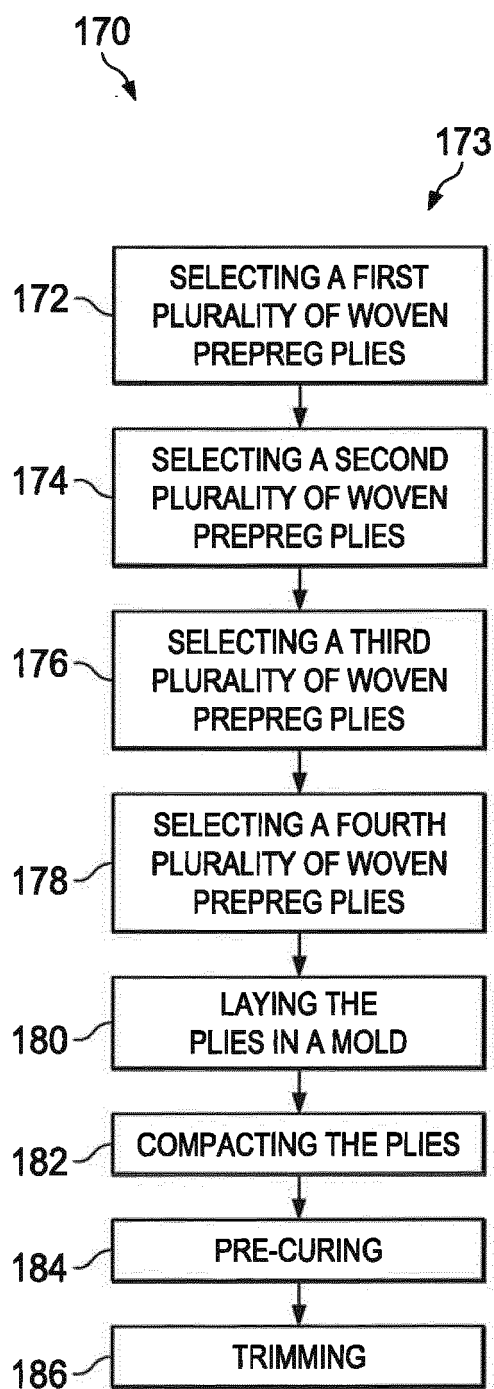 170
173
172
SELECTING A FIRST
PLURALITY OF WOVEN
PREPREG PLIES
174
SELECTING A SECOND
PLURALITY OF WOVEN
PREPREG PLIES
176
SELECTING A THIRD
PLURALITY OF WOVEN
PREPREG PLIES
178
SELECTING A FOURTH
PLURALITY OF WOVEN
PREPREG PLIES
180
LAYING THE
PLIES IN A MOLD
182
COMPACTING THE PLIES
184
PRE-CURING
186
TRIMMING